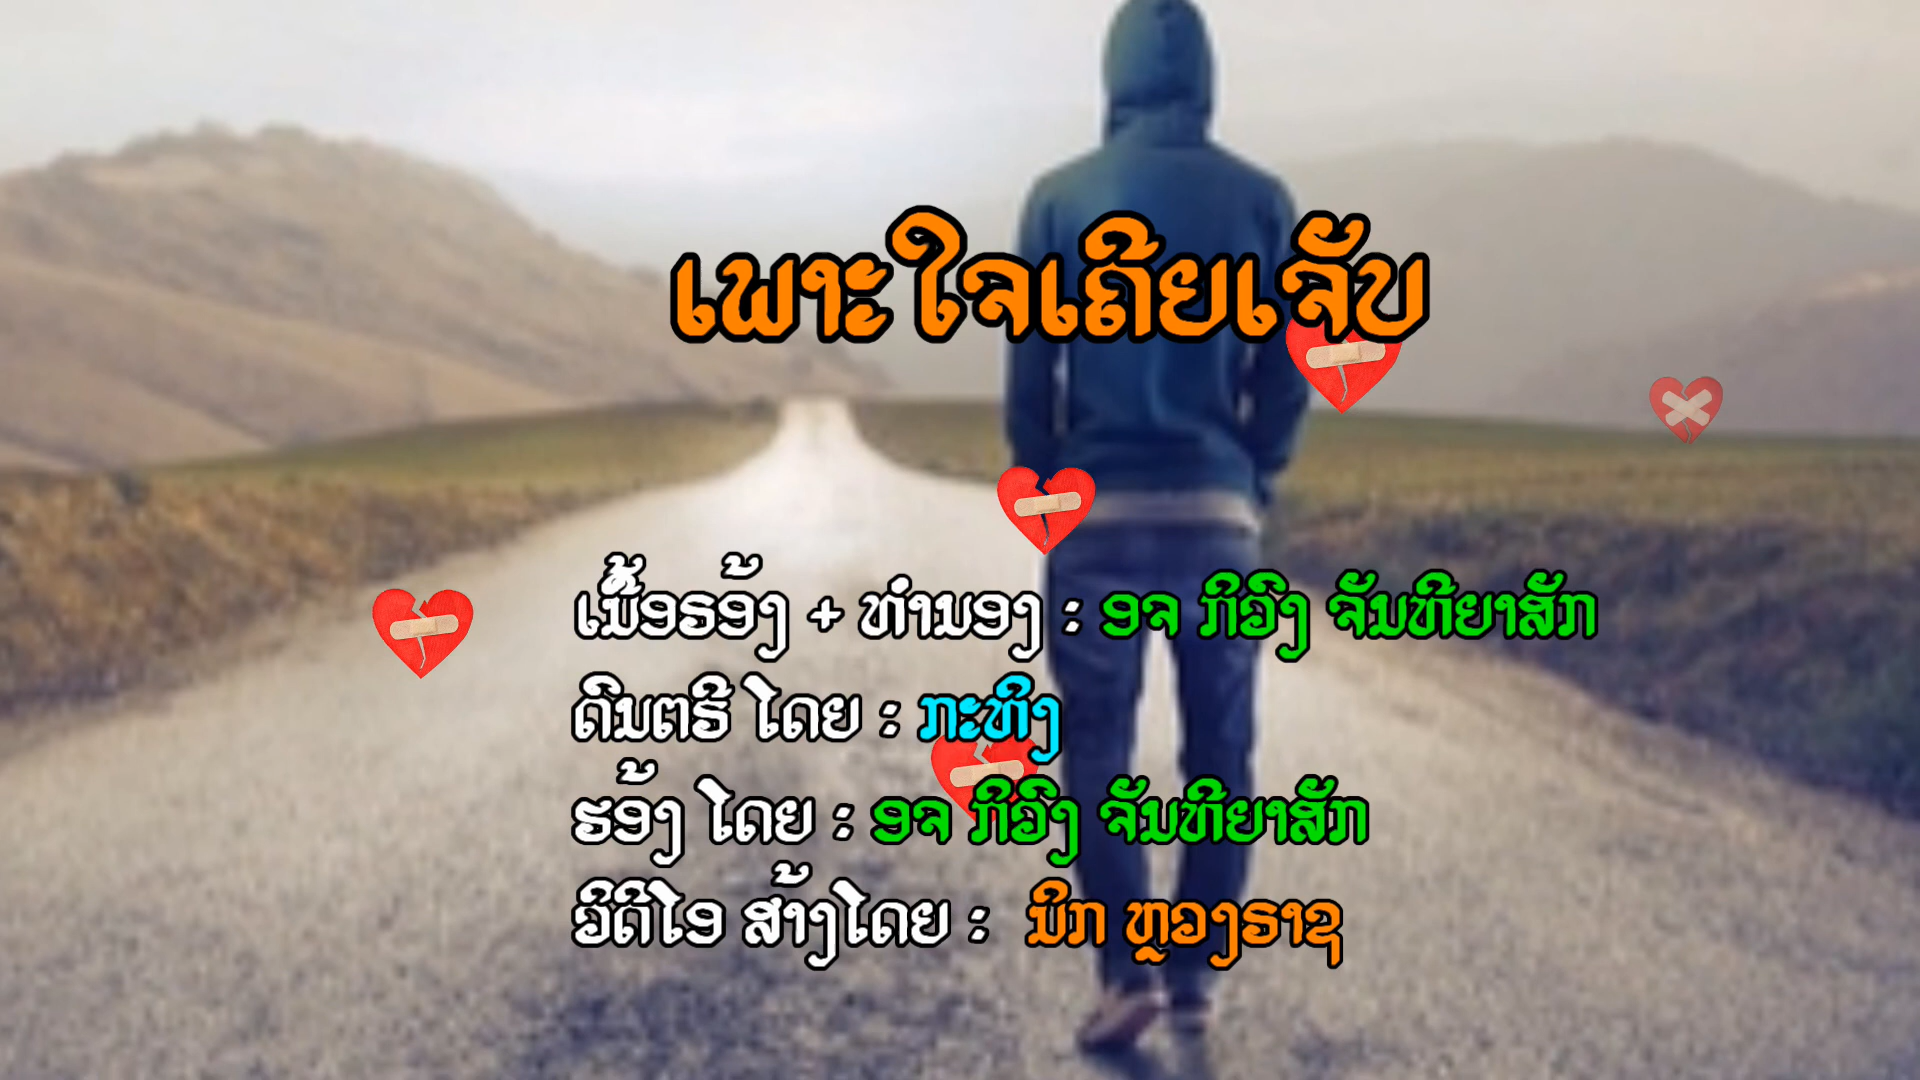 ເພາະໃຈເຄີຍເຈັບ
ເນື້ອຮອ້ງ + ທຳນອງ : ອຈ ກິວົງ ຈັນທິຍາສັກ
ດົນຕຣີ ໂດຍ : ກະທິງ
ຮອ້ງ ໂດຍ : ອຈ ກິວົງ ຈັນທິຍາສັກ
ວີດີໂອ ສ້າງໂດຍ : ນິກ ຫຼວງຣາຊ